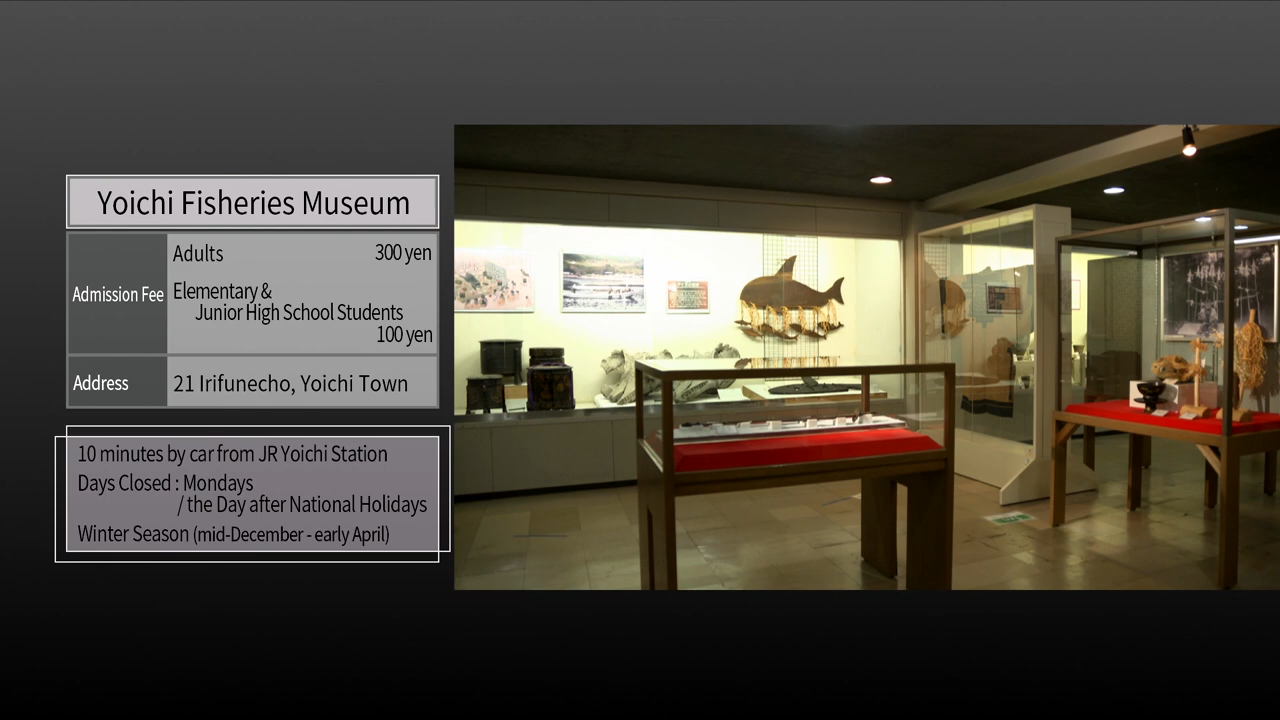 Yoichi Fisheries Museum
Admission Fee
Adults 300 yen
Elementary &
Junior High School Students
100 yen
Address
21 Irifunecho, Yoichi Town
10 minutes by car from JR Yoichi Station
Days Closed : Mondays
/ the Day after National Holidays
Winter Season (mid-December - early April)